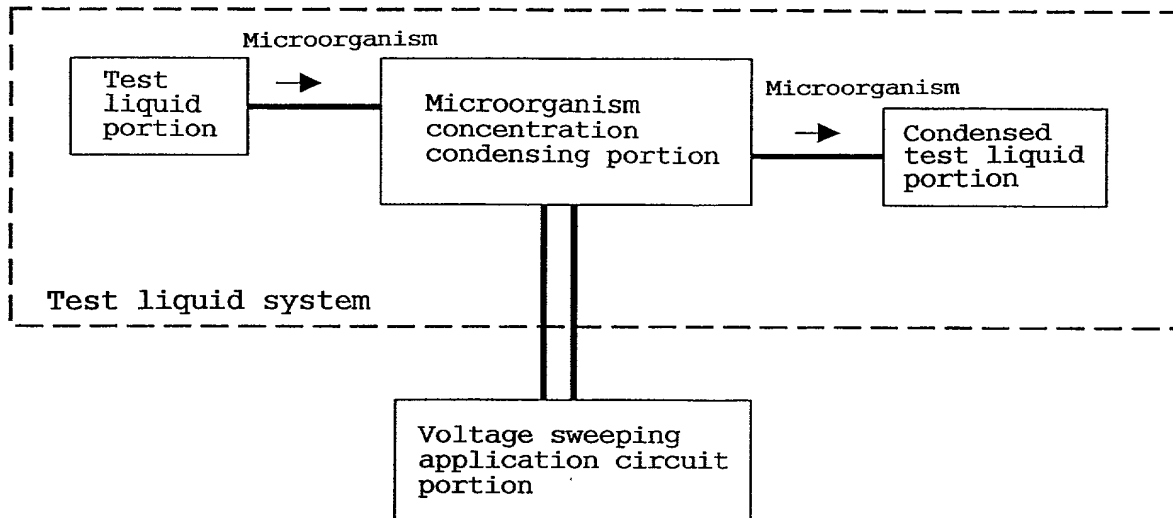 Microorganism
Test
liquid
portion
Microorganism
concentration
condensing portion
Microorganism
Condensed
test liquid
portion
Test liquid system
Voltage sweeping
application circuit
portion